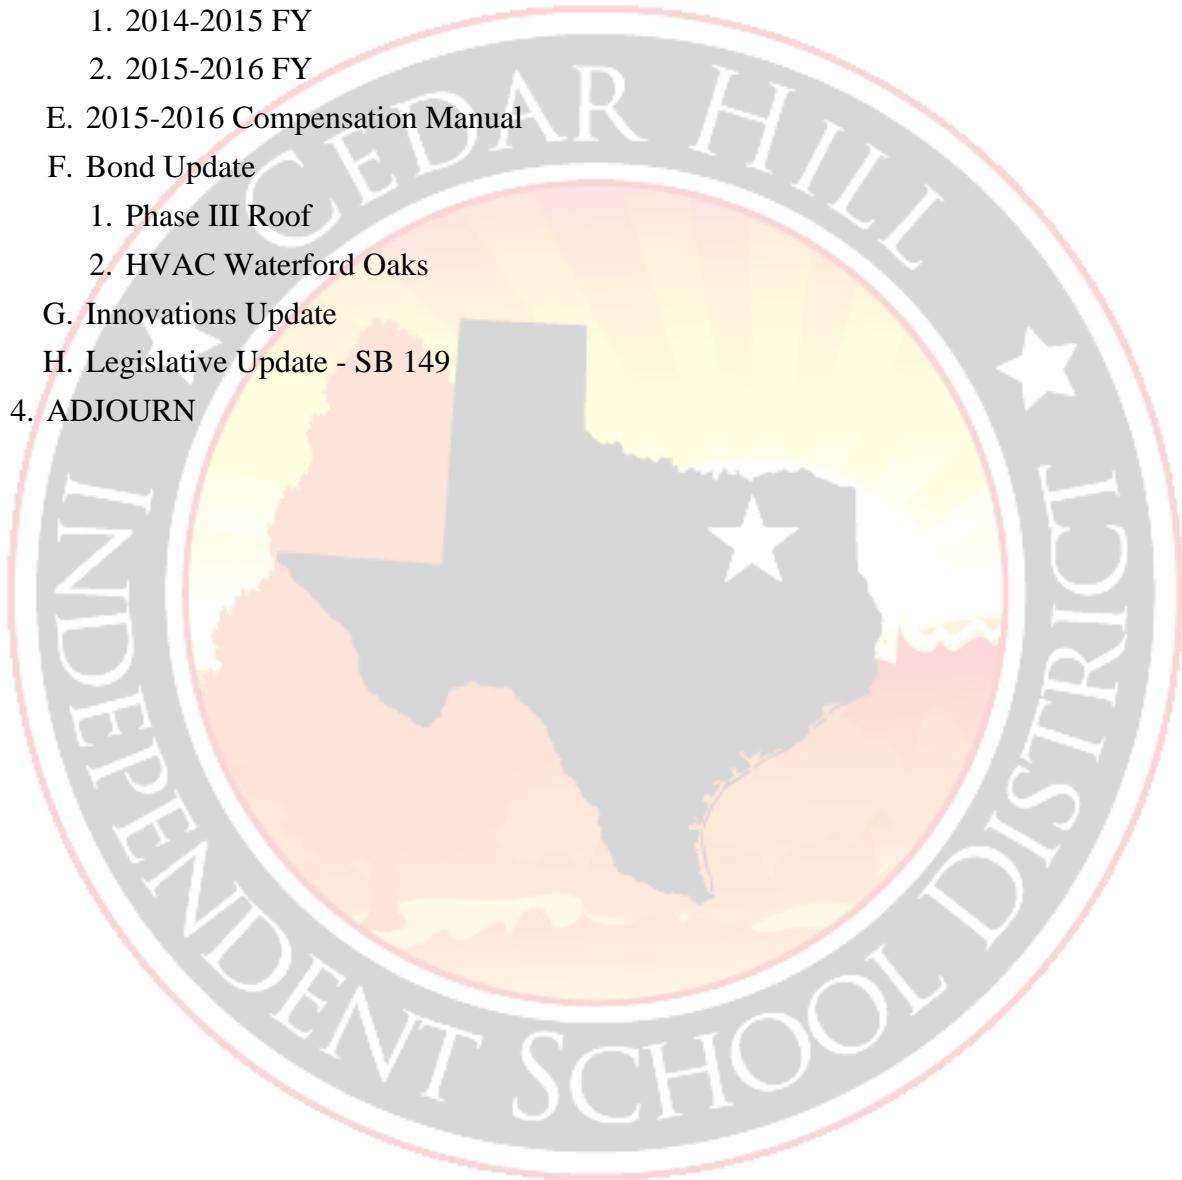 1. 2014-2015 FY
2. 2015-2016 FY
E. 2015-2016 Compensation Manual
F. Bond Update
1. Phase III Roof
2. HVAC Waterford Oaks
G. Innovations Update
H. Legislative Update - SB 149
4. ADJOURN
CEDAR HILL
INDEPENDENT SCHOOL DISTRICT